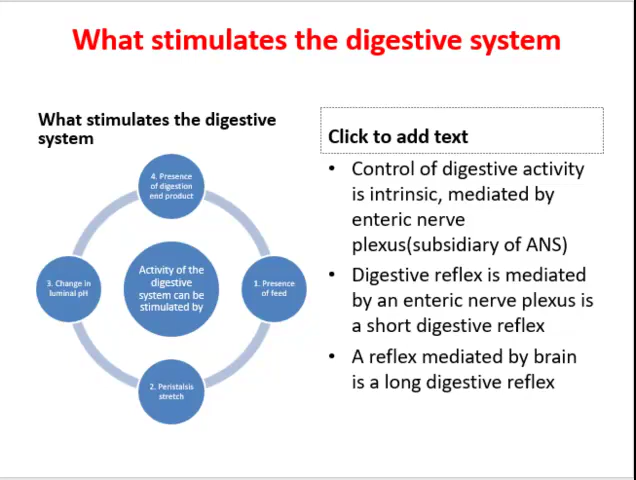 What stimulates the digestive system
What stimulates the digestive
system
4. Presence
of digestion
end product
Activity of the
digestive
system can be
stimulated by
3. Change in
luminal pH
1. Presence
of feed
2. Peristalsis
stretch
Click to add text
• Control of digestive activity
is intrinsic, mediated by
enteric nerve
plexus(subsidiary of ANS)
• Digestive reflex is mediated
by an enteric nerve plexus is
a short digestive reflex
• A reflex mediated by brain
is a long digestive reflex